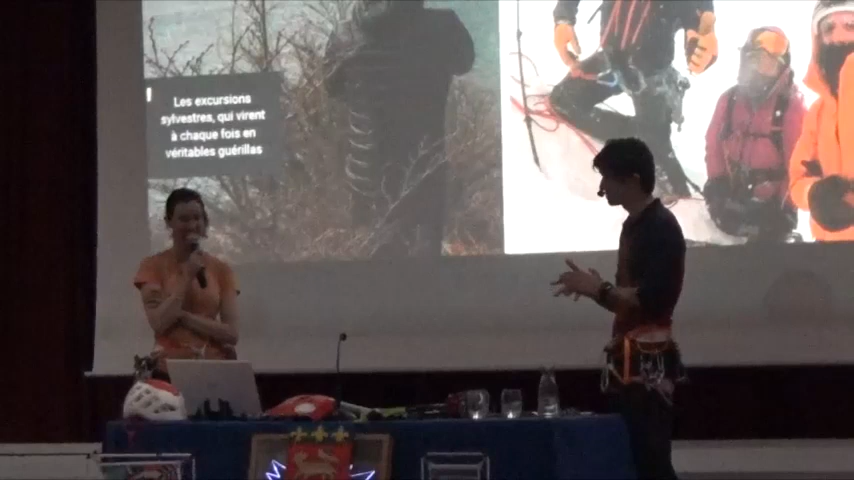 Les excursions
sylvestres, qui virent
à chaque fois en
véritables guérillas